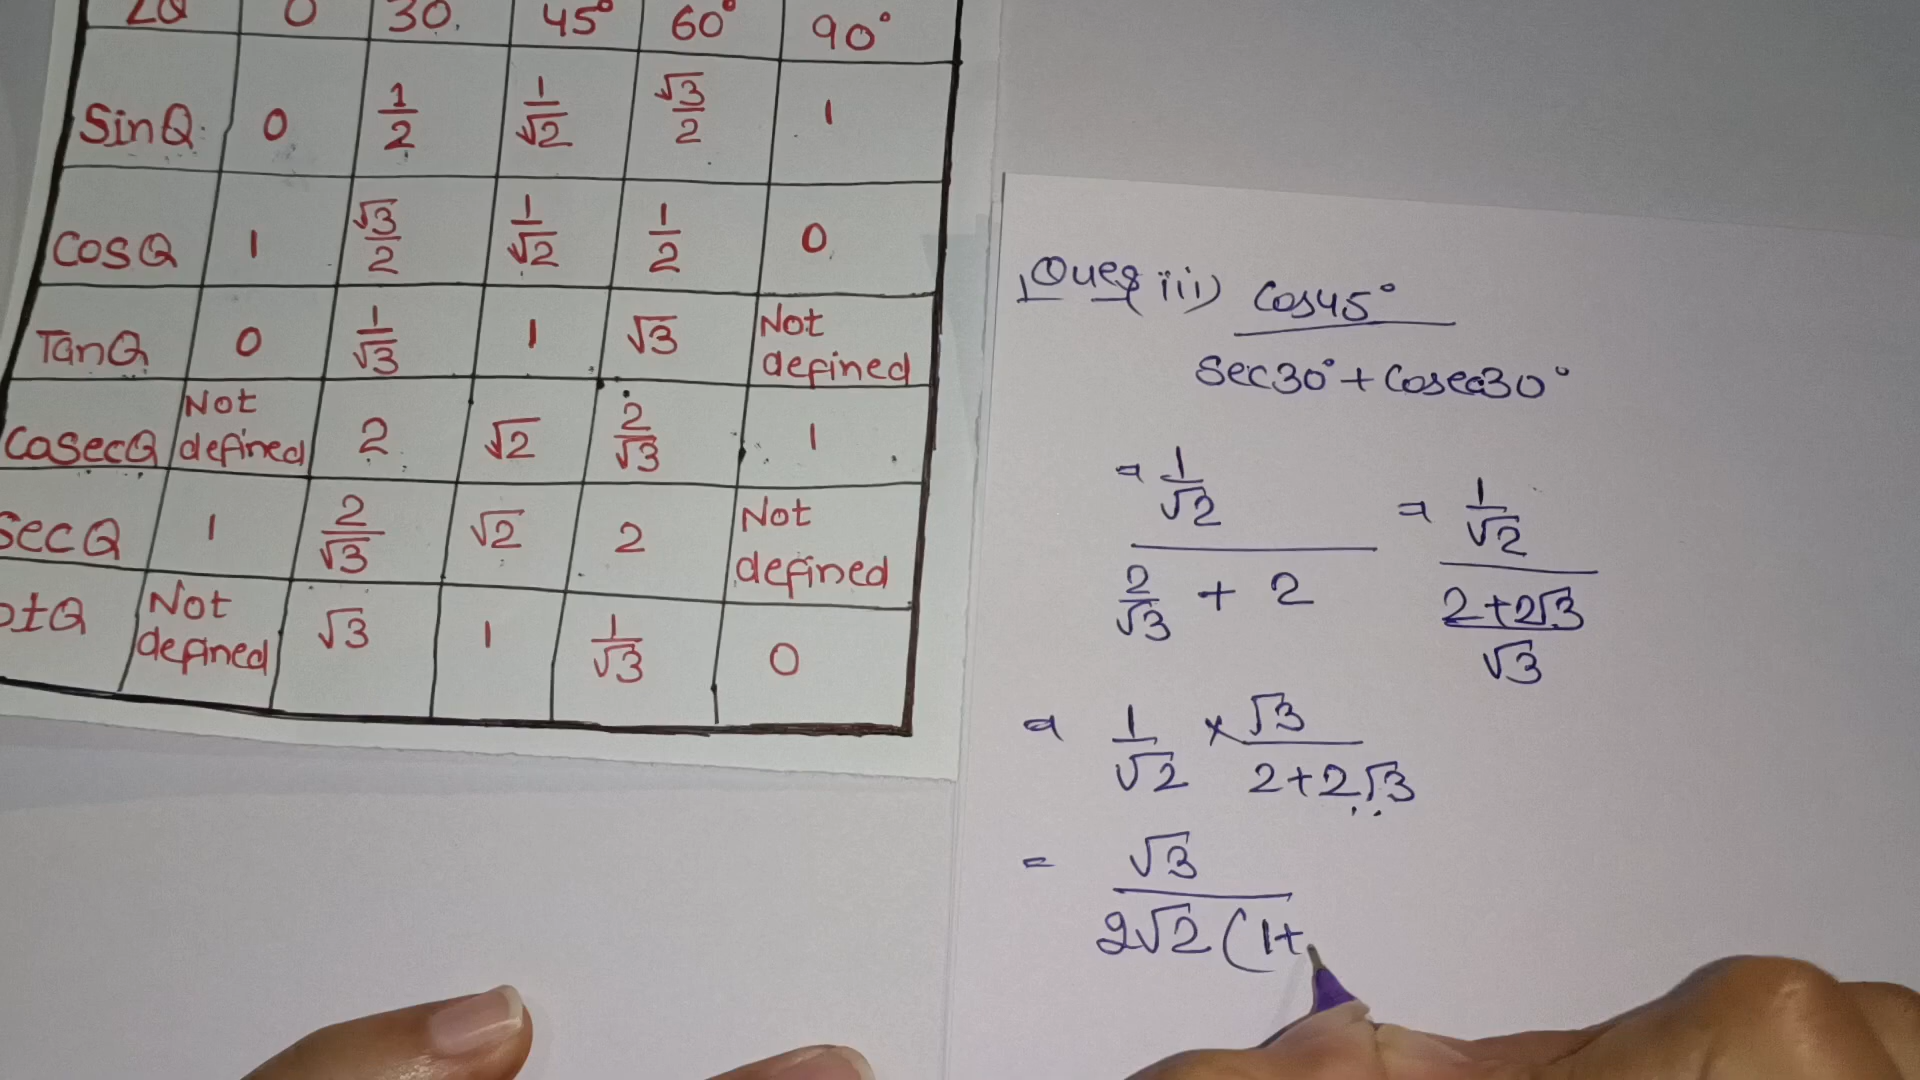 ∠Q 0 30 45° 60° 90°
SinQ 0 1/2 1/√2 √3/2 1
CosQ 1 √3/2 1/√2 1/2 0
TanQ 0 1/√3 1 √3 Not defined
CosecQ Not defined 2 √2 2/√3 1
SecQ 1 2/√3 √2 2 Not defined
otQ Not defined √3 1 1/√3 0
Ques iii) Cos45°
Sec30° + Cosec30°
= 1/√2 = 1/√2
2/√3 + 2 2+2√3
√3
= 1/√2 × √3/2+2√3
= √3
2√2 (1+